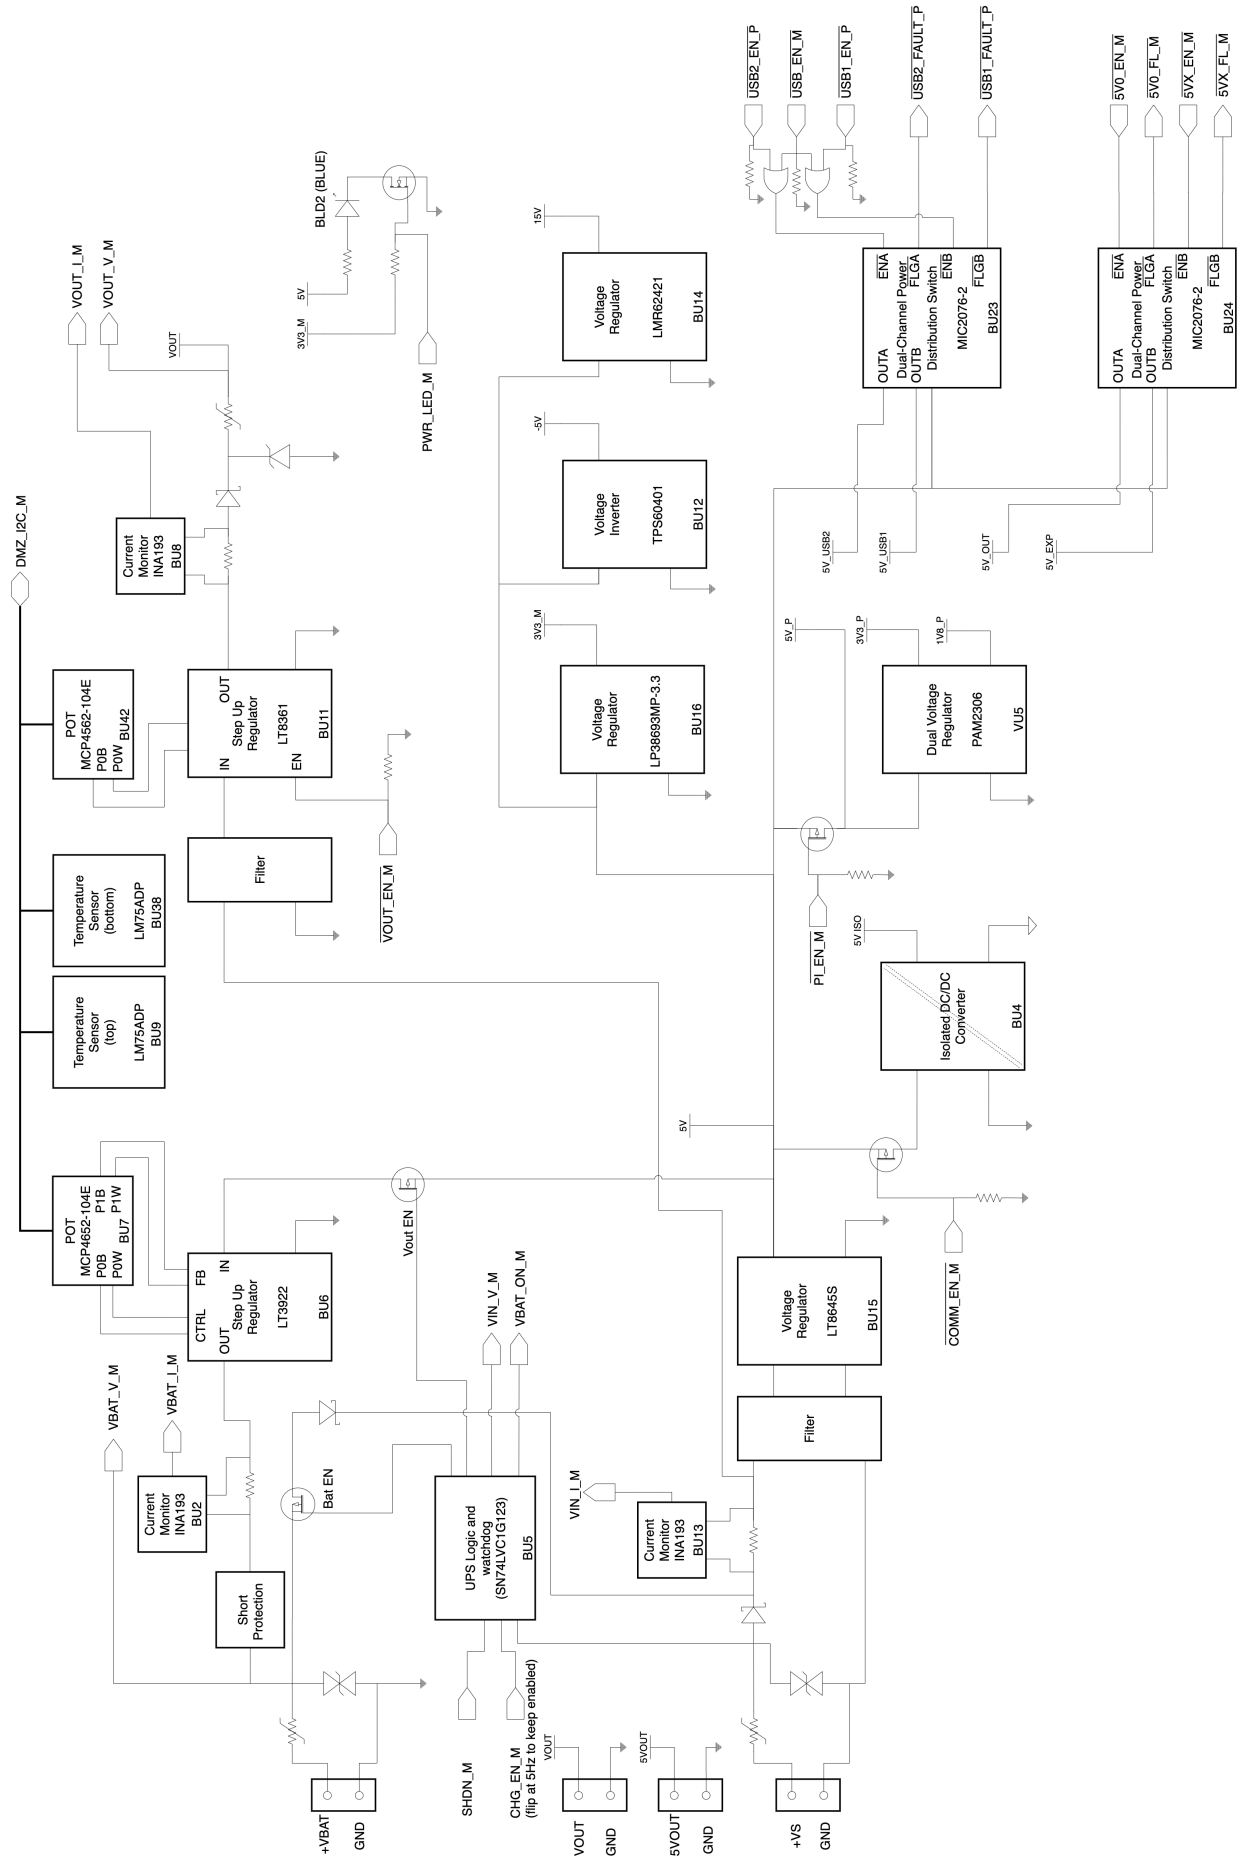 DMZ_I2C_M
POT
MCP4652-104E
P0B P1B
P0W P1W
BU7
Temperature
Sensor
(top)
LM75ADP
BU9
Temperature
Sensor
(bottom)
LM75ADP
BU38
POT
MCP4562-104E
P0B
P0W
BU42
Current
Monitor
INA193
BU8
VOUT_I_M
VOUT_V_M
VOUT
VBAT_V_M
VBAT_I_M
Current
Monitor
INA193
BU2
Short
Protection
CTRL
FB
OUT
IN
Step Up
Regulator
LT3922
BU6
Filter
IN
OUT
Step Up
Regulator
LT8361
EN
BU11
VOUT_EN_M
5V
3V3_M
BLD2 (BLUE)
PWR_LED_M
+VBAT
GND
Bat EN
Vout EN
UPS Logic and
watchdog
(SN74LVC1G123)
BU5
VIN_V_M
VBAT_ON_M
SHDN_M
CHG_EN_M
(flip at 5Hz to keep enabled)
VOUT
VOUT
GND
5VOUT
5VOUT
GND
+VS
GND
VIN_I_M
Current
Monitor
INA193
BU13
Filter
Voltage
Regulator
LT8645S
BU15
5V
COMM_EN_M
Isolated DC/DC
Converter
BU4
5V ISO
PI_EN_M
3V3_M
Voltage
Regulator
LP38693MP-3.3
BU16
-5V
Voltage
Inverter
TPS60401
BU12
15V
Voltage
Regulator
LMR62421
BU14
5V_P
3V3_P
1V8_P
Dual Voltage
Regulator
PAM2306
VU5
5V_USB2
5V_USB1
5V_OUT
5V_EXP
OUTA
ENA
Dual-Channel Power
FLGA
OUTB
Distribution Switch
ENB
MIC2076-2
FLGB
BU23
USB2_EN_P
USB_EN_M
USB1_EN_P
USB2_FAULT_P
USB1_FAULT_P
OUTA
ENA
Dual-Channel Power
FLGA
OUTB
Distribution Switch
ENB
MIC2076-2
FLGB
BU24
5V0_EN_M
5V0_FL_M
5VX_EN_M
5VX_FL_M